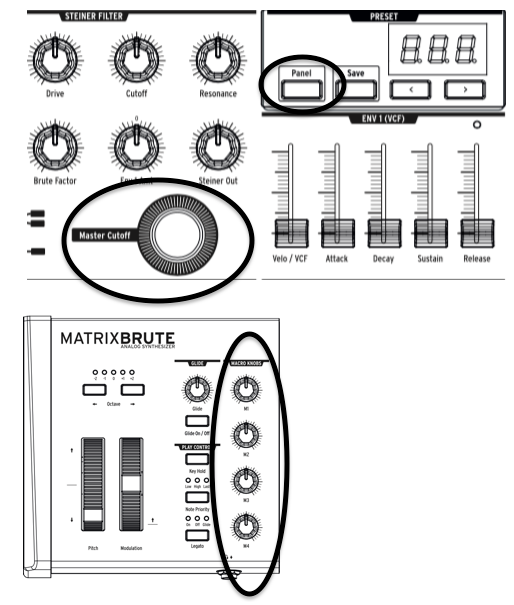 STEINER FILTER
Drive Cutoff Resonance
0
Brute Factor Steiner Out
Master Cutoff
PRESET
8.8.8.
Panel Save
< >
ENV 1 (VCF)
Velo / VCF Attack Decay Sustain Release
MATRIXBRUTE
ANALOG SYNTHESIZER
-2 -1 0 +1 +2
← Octave →
Pitch Modulation
GLIDE
Glide
Glide On / Off
PLAY CONTROL
Key Hold
Low High Last
Note Priority
On Off Glide
Legato
MACRO KNOBS
M1
M2
M3
M4